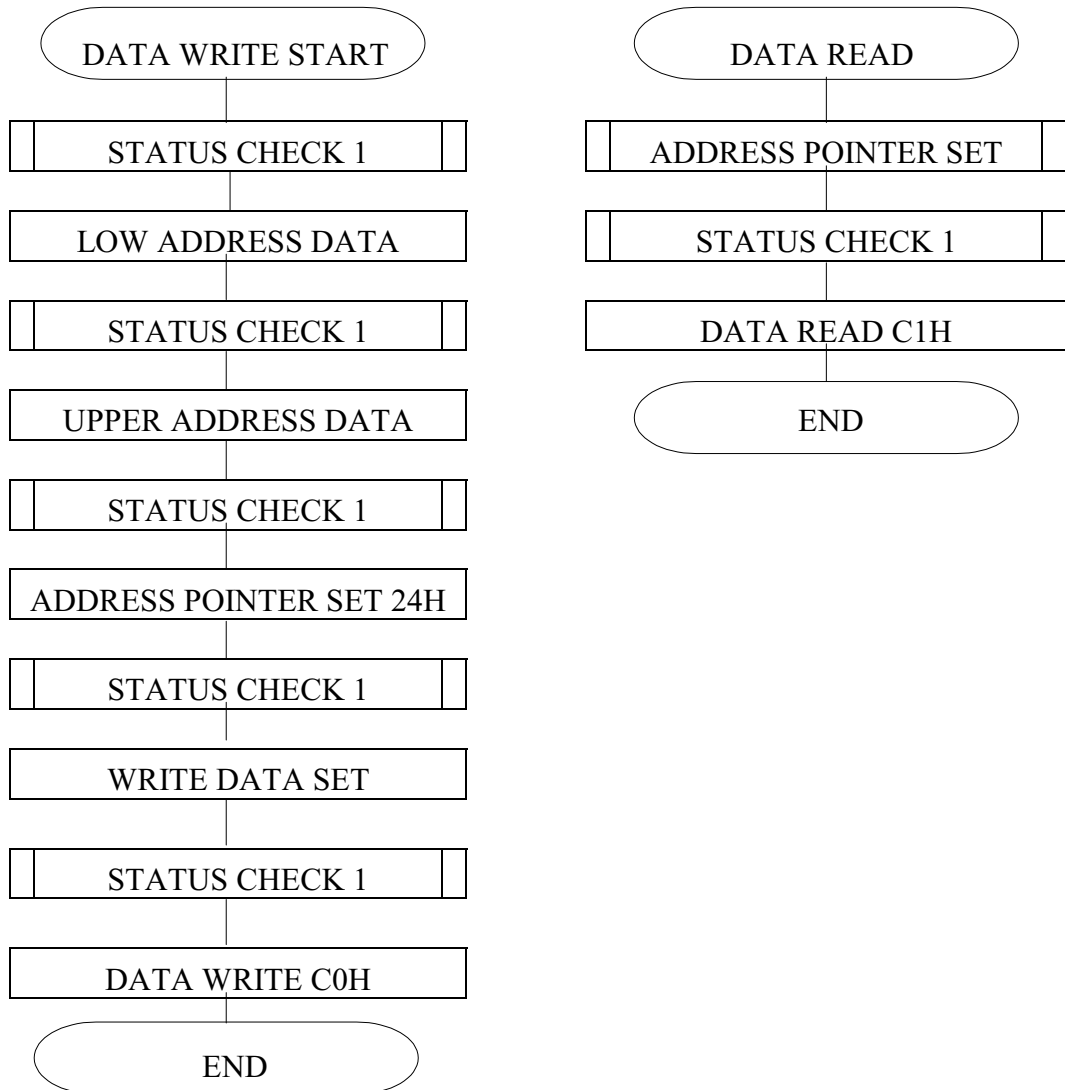 DATA WRITE START
STATUS CHECK 1
LOW ADDRESS DATA
STATUS CHECK 1
UPPER ADDRESS DATA
STATUS CHECK 1
ADDRESS POINTER SET 24H
STATUS CHECK 1
WRITE DATA SET
STATUS CHECK 1
DATA WRITE C0H
END
DATA READ
ADDRESS POINTER SET
STATUS CHECK 1
DATA READ C1H
END